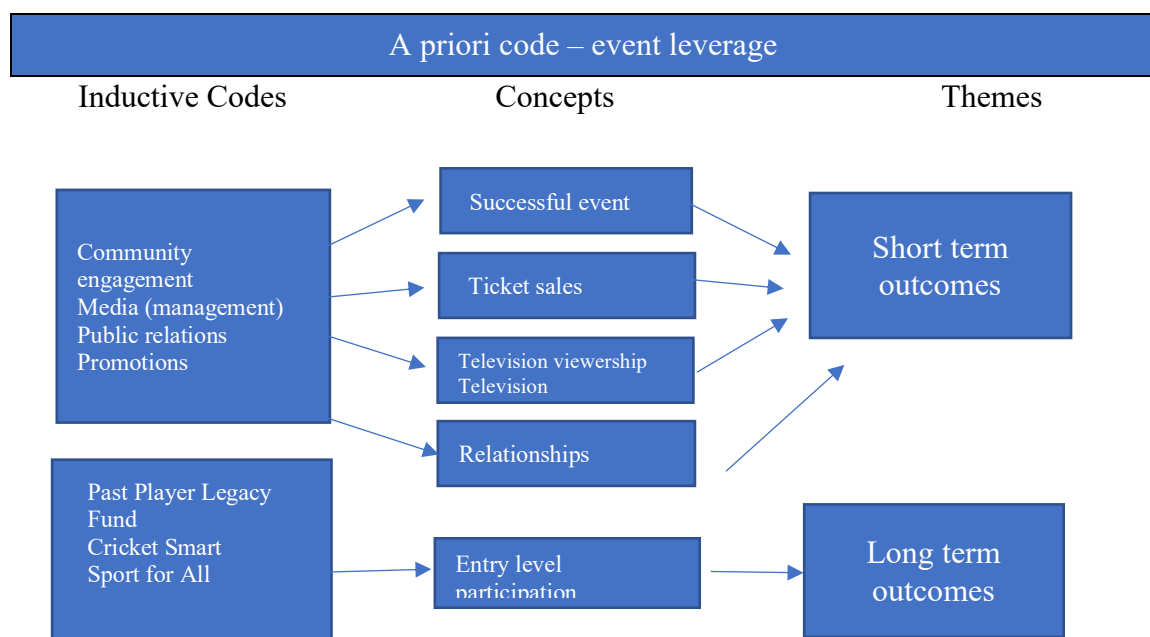 A priori code – event leverage
Inductive Codes
Concepts
Themes
Community
engagement
Media (management)
Public relations
Promotions
Successful event
Ticket sales
Television viewership
Television
Relationships
Short term
outcomes
Past Player Legacy
Fund
Cricket Smart
Sport for All
Entry level
participation
Long term
outcomes